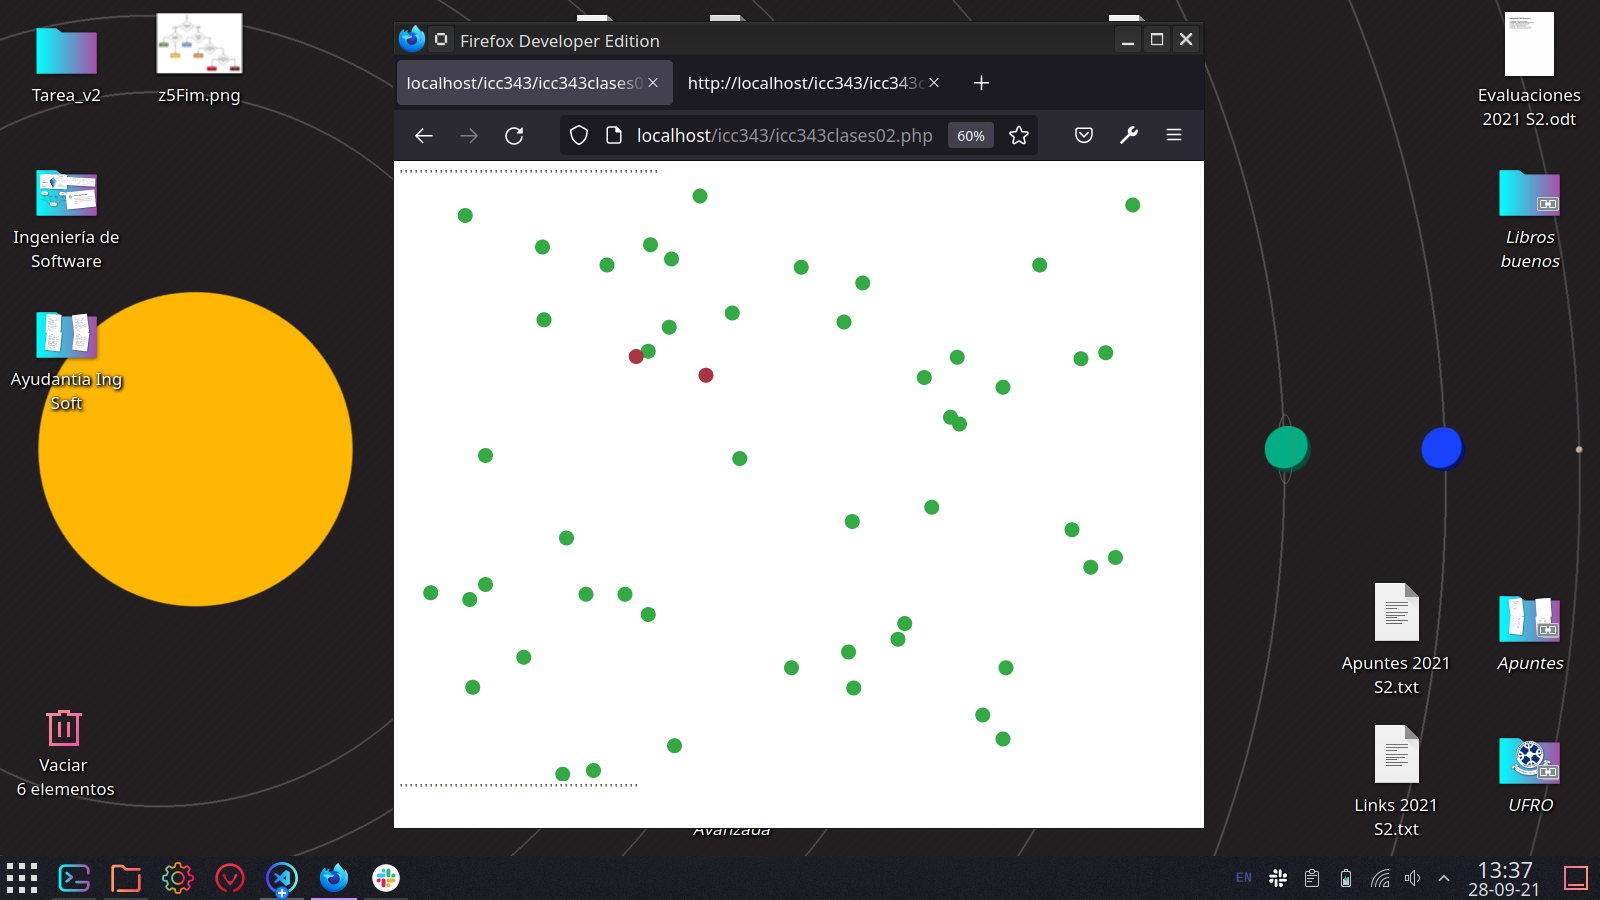 Tarea_v2
z5Fim.png
Ingeniería de
Software
Ayudantía Ing
Soft
Vaciar
6 elementos
Firefox Developer Edition
localhost/icc343/icc343clases0
http://localhost/icc343/icc343c
localhost/icc343/icc343clases02.php
60%
Avanzada
Evaluaciones
2021 S2.odt
Libros
buenos
Apuntes 2021
S2.txt
Apuntes
Links 2021
S2.txt
UFRO
EN
13:37
28-09-21